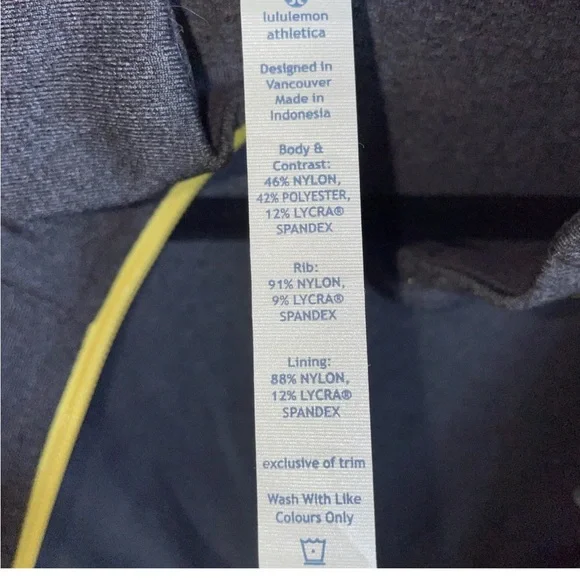 lululemon
athletica
Designed in
Vancouver
Made in
Indonesia
Body &
Contrast:
46% NYLON,
42% POLYESTER,
12% LYCRA®
SPANDEX
Rib:
91% NYLON,
9% LYCRA®
SPANDEX
Lining:
88% NYLON,
12% LYCRA®
SPANDEX
exclusive of trim
Wash With Like
Colours Only